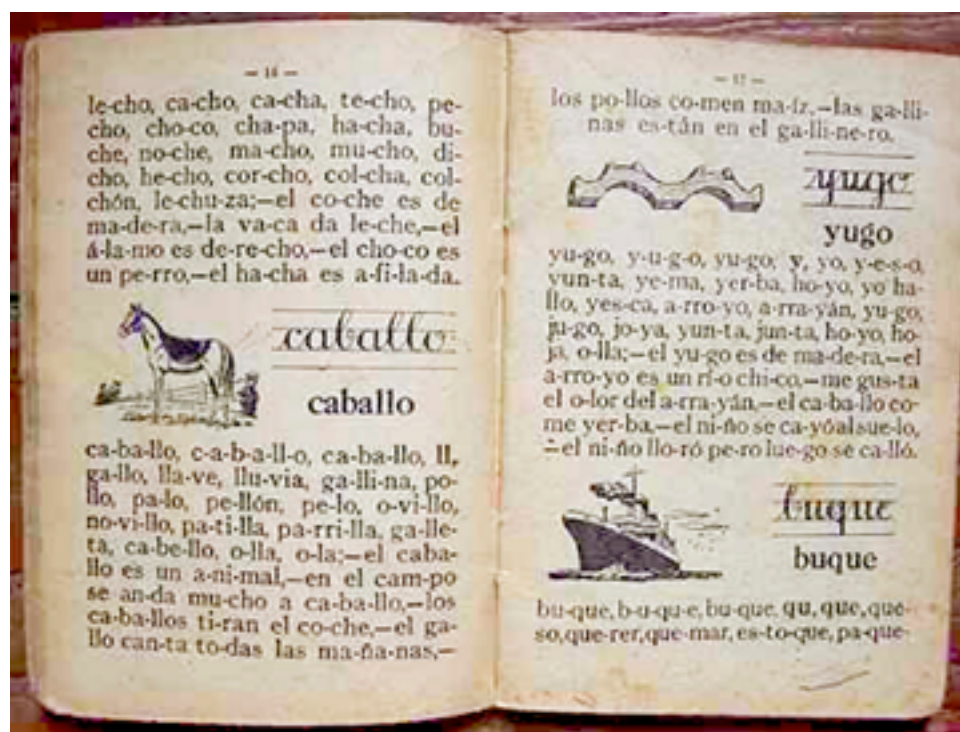 — 16 —
le-cho, ca-cho, ca-cha, te-cho, pe-
cho, cho-co, cha-pa, ha-cha, bu-
che, no-che, ma-cho, mu-cho, di-
cho, he-cho, cor-cho, col-cha, col-
chón, le-chu-za;—el co-che es de
ma-de-ra,—la va-ca da le-che,—el
á-la-mo es de-re-cho,—el cho-co es
un pe-rro,—el ha-cha es a-fi-la-da.
caballo
caballo
ca-ba-llo, c-a-b-a-ll-o, ca-ba-llo, ll,
ga-llo, lla-ve, llu-via, ga-lli-na, po-
llo, pa-lo, pe-llón, pe-lo, o-vi-llo,
no-vi-llo, pa-ti-lla, pa-rri-lla, ga-lle-
ta, ca-be-llo, o-lla, o-la;—el caba-
llo es un a-ni-mal,—en el cam-po
se an-da mu-cho a ca-ba-llo,—los
ca-ba-llos ti-ran el co-che,—el ga-
llo can-ta to-das las ma-ña-nas,—
— 17 —
los po-llos co-men ma-íz,—las ga-lli-
nas es-tán en el ga-lli-ne-ro.
yugo
yugo
yu-go, y-u-g-o, yu-go, y, yo, y-e-s-o,
yun-ta, ye-ma, yer-ba, ho-yo, yo ha-
llo, yes-ca, a-rro-yo, a-rra-yán, yu-go,
ju-go, jo-ya, yun-ta, jun-ta, ho-yo, ho-
ja, o-lla;—el yu-go es de ma-de-ra,—el
a-rro-yo es un rí-o chi-co,—me gus-ta
el o-lor del a-rra-yán,—el ca-ba-llo co-
me yer-ba,—el ni-ño se ca-yó al sue-lo,
—el ni-ño llo-ró pe-ro lue-go se ca-lló.
buque
buque
bu-que, b-u-qu-e, bu-que, qu, que, que-
so, que-rer, que-mar, es-to-que, pa-que-